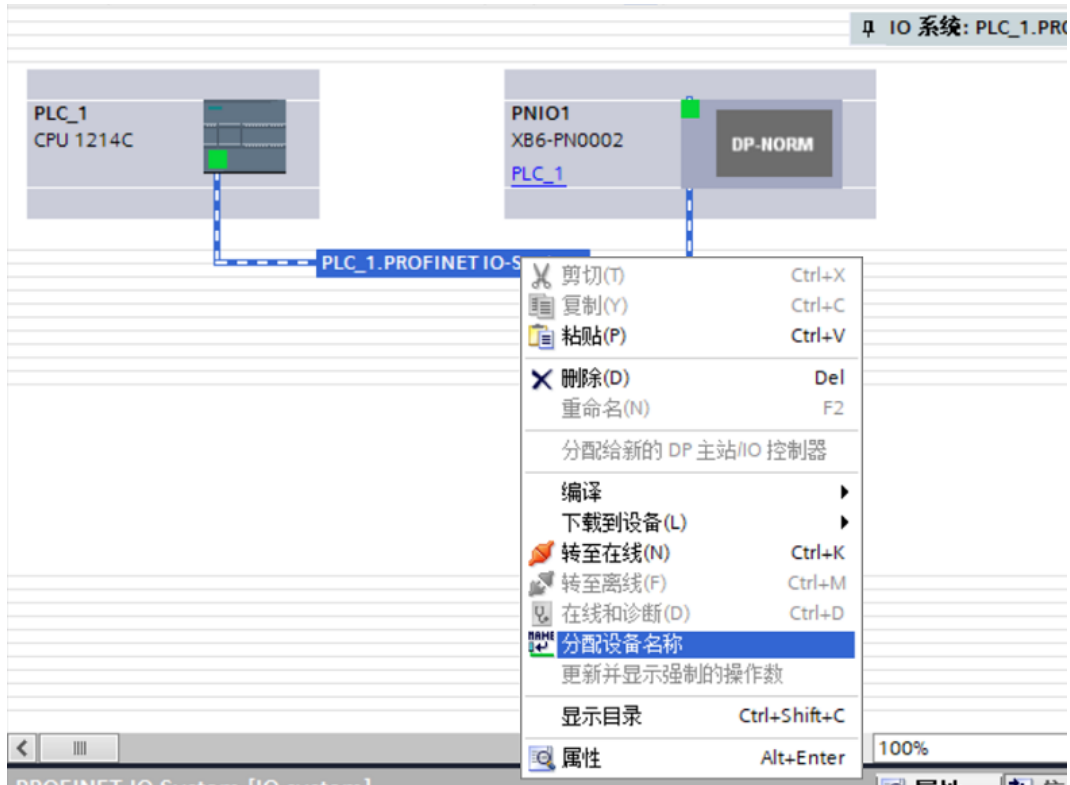 IO 系统: PLC_1.PRO
PLC_1
CPU 1214C
PNIO1
XB6-PN0002
PLC_1
DP-NORM
PLC_1.PROFINET IO-S
剪切(T) Ctrl+X
复制(Y) Ctrl+C
粘贴(P) Ctrl+V
删除(D) Del
重命名(N) F2
分配给新的 DP 主站/IO 控制器
编译
下载到设备(L)
转至在线(N) Ctrl+K
转至离线(F) Ctrl+M
在线和诊断(D) Ctrl+D
NAME 分配设备名称
更新并显示强制的操作数
显示目录 Ctrl+Shift+C
属性 Alt+Enter
100%